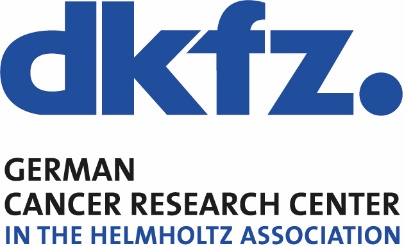 dkfz.
GERMAN
CANCER RESEARCH CENTER
IN THE HELMHOLTZ ASSOCIATION